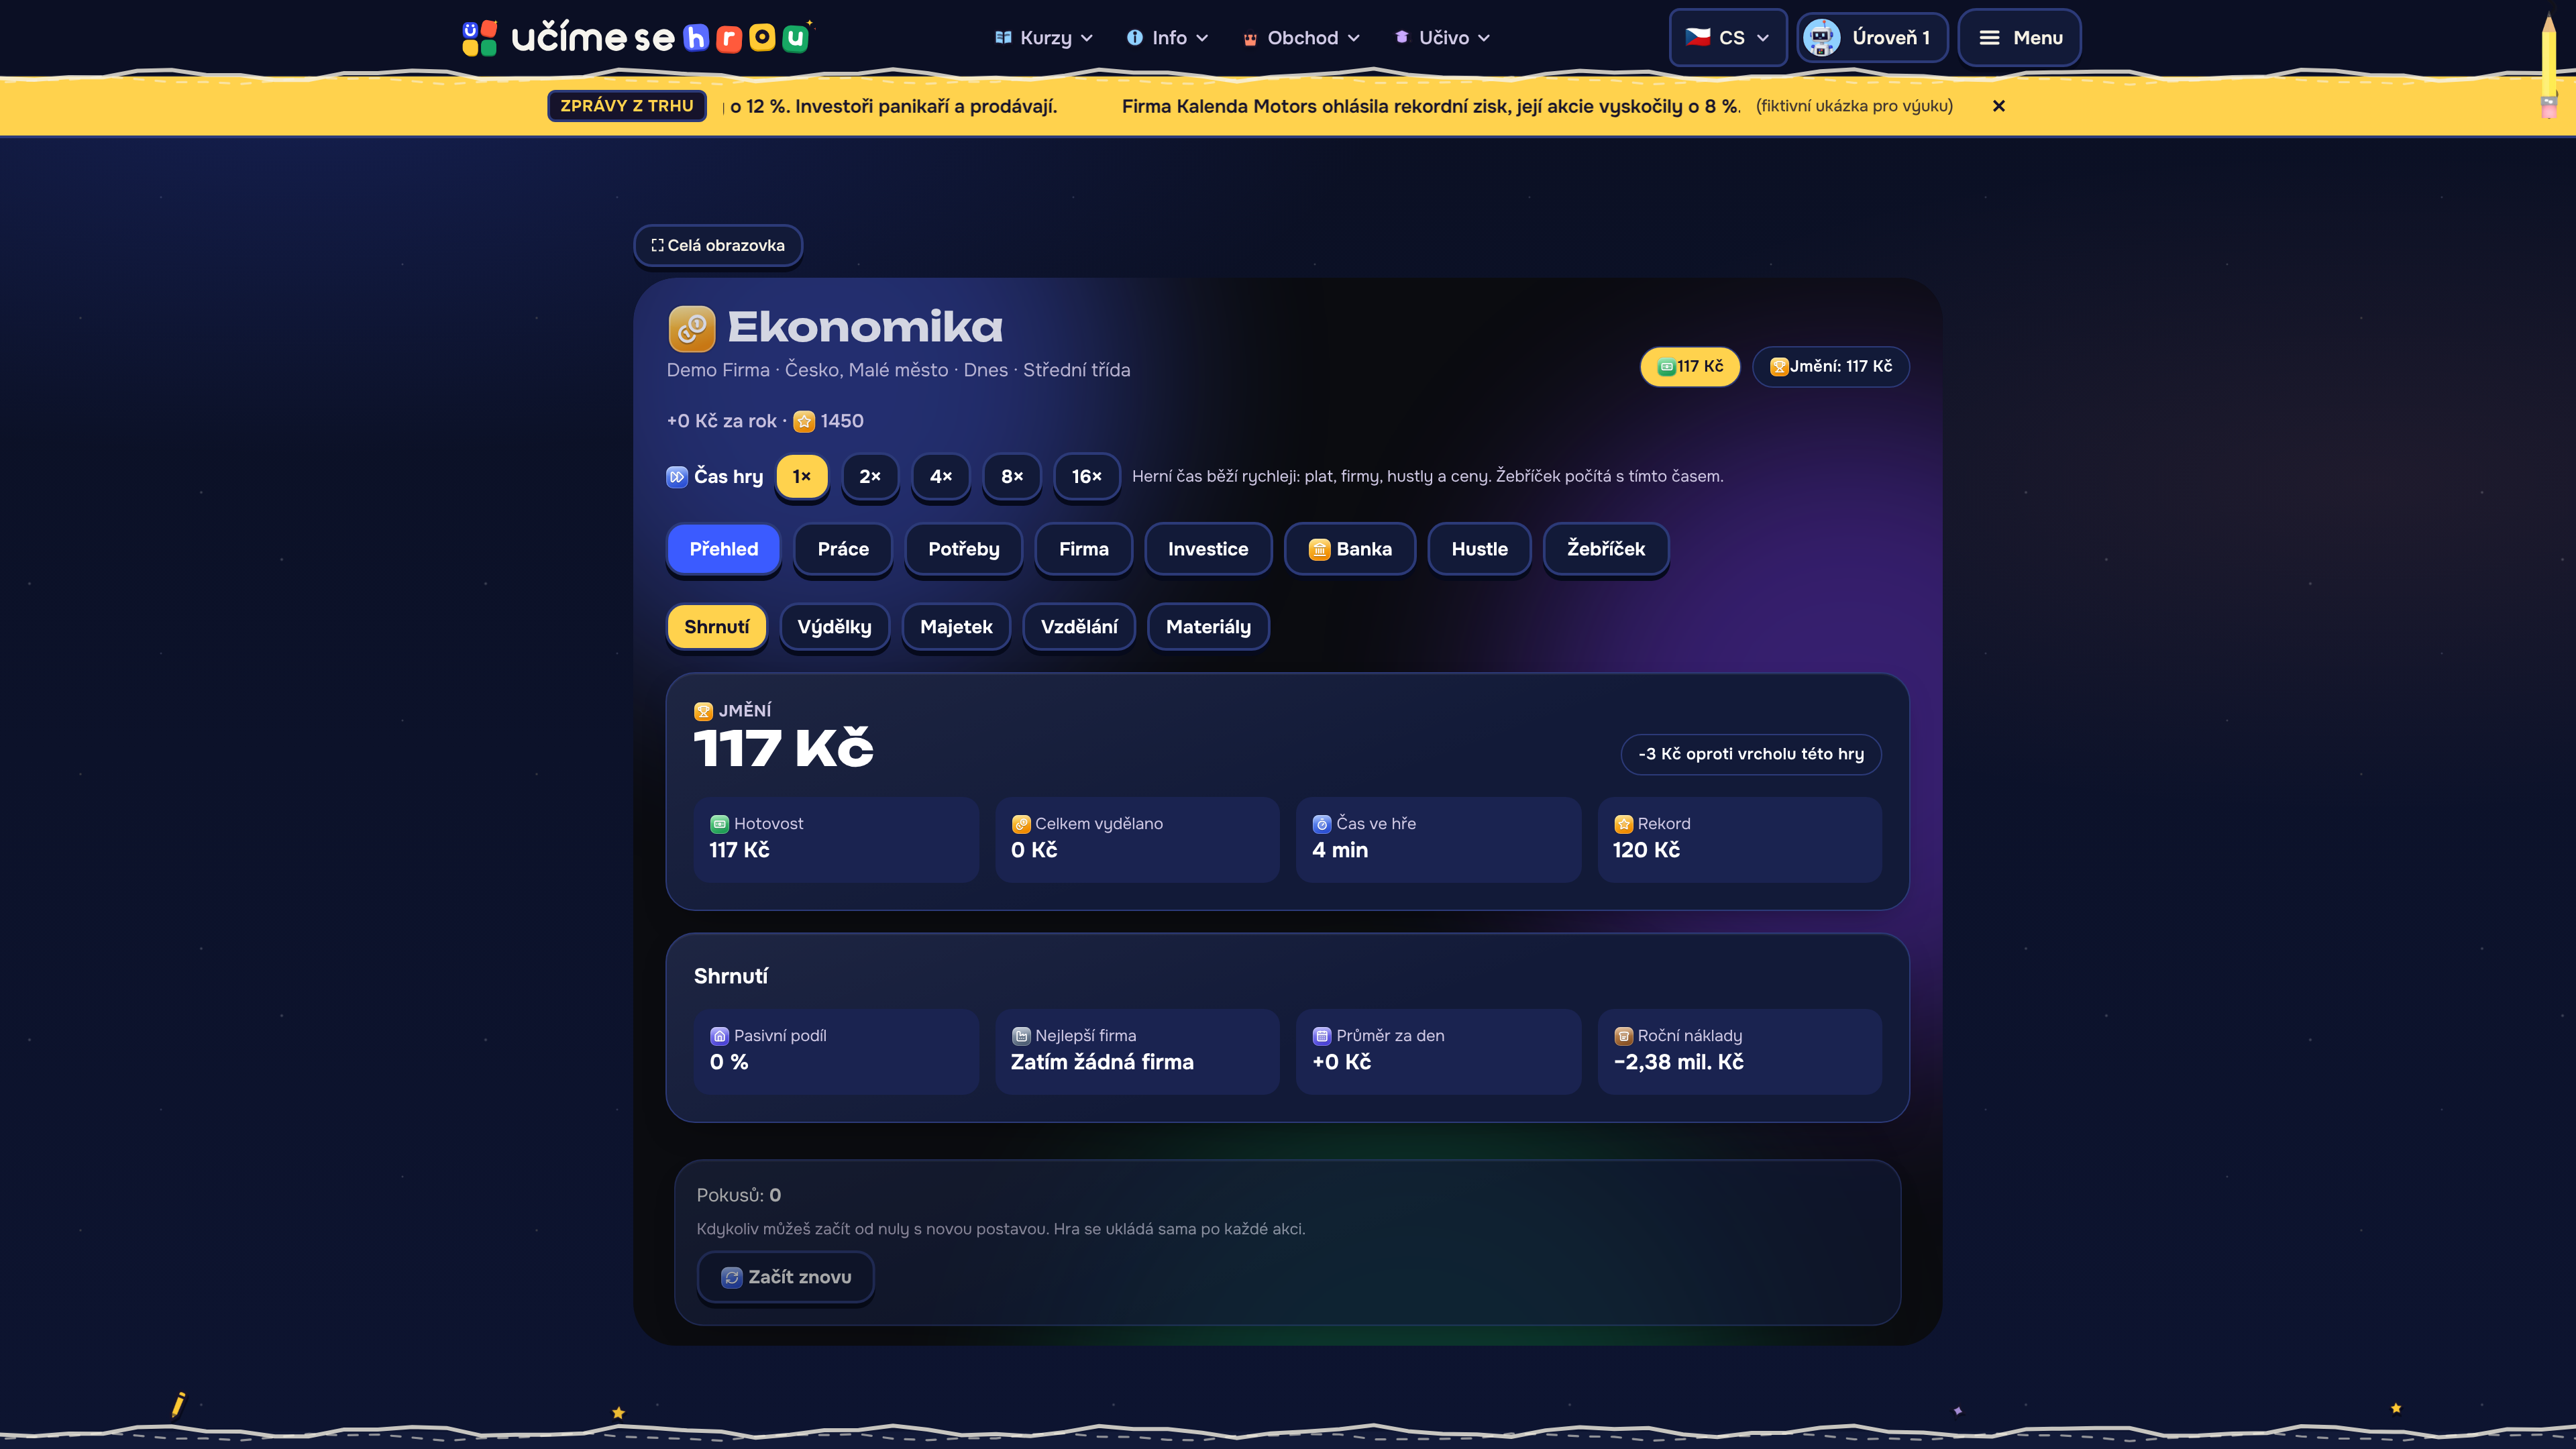 učíme se hrou
Kurzy
Info
Obchod
Učivo
CS
Úroveň 1
Menu
ZPRÁVY Z TRHU
o 12 %. Investoři panikaří a prodávají.
Firma Kalenda Motors ohlásila rekordní zisk, její akcie vyskočily o 8 %.
(fiktivní ukázka pro výuku)
Celá obrazovka
Ekonomika
Demo Firma · Česko, Malé město · Dnes · Střední třída
117 Kč
Jmění: 117 Kč
+0 Kč za rok · 1450
Čas hry
1×
2×
4×
8×
16×
Herní čas běží rychleji: plat, firmy, hustly a ceny. Žebříček počítá s tímto časem.
Přehled
Práce
Potřeby
Firma
Investice
Banka
Hustle
Žebříček
Shrnutí
Výdělky
Majetek
Vzdělání
Materiály
JMĚNÍ
117 Kč
-3 Kč oproti vrcholu této hry
Hotovost
117 Kč
Celkem vyděláno
0 Kč
Čas ve hře
4 min
Rekord
120 Kč
Shrnutí
Pasivní podíl
0 %
Nejlepší firma
Zatím žádná firma
Průměr za den
+0 Kč
Roční náklady
−2,38 mil. Kč
Pokusů: 0
Kdykoliv můžeš začít od nuly s novou postavou. Hra se ukládá sama po každé akci.
Začít znovu